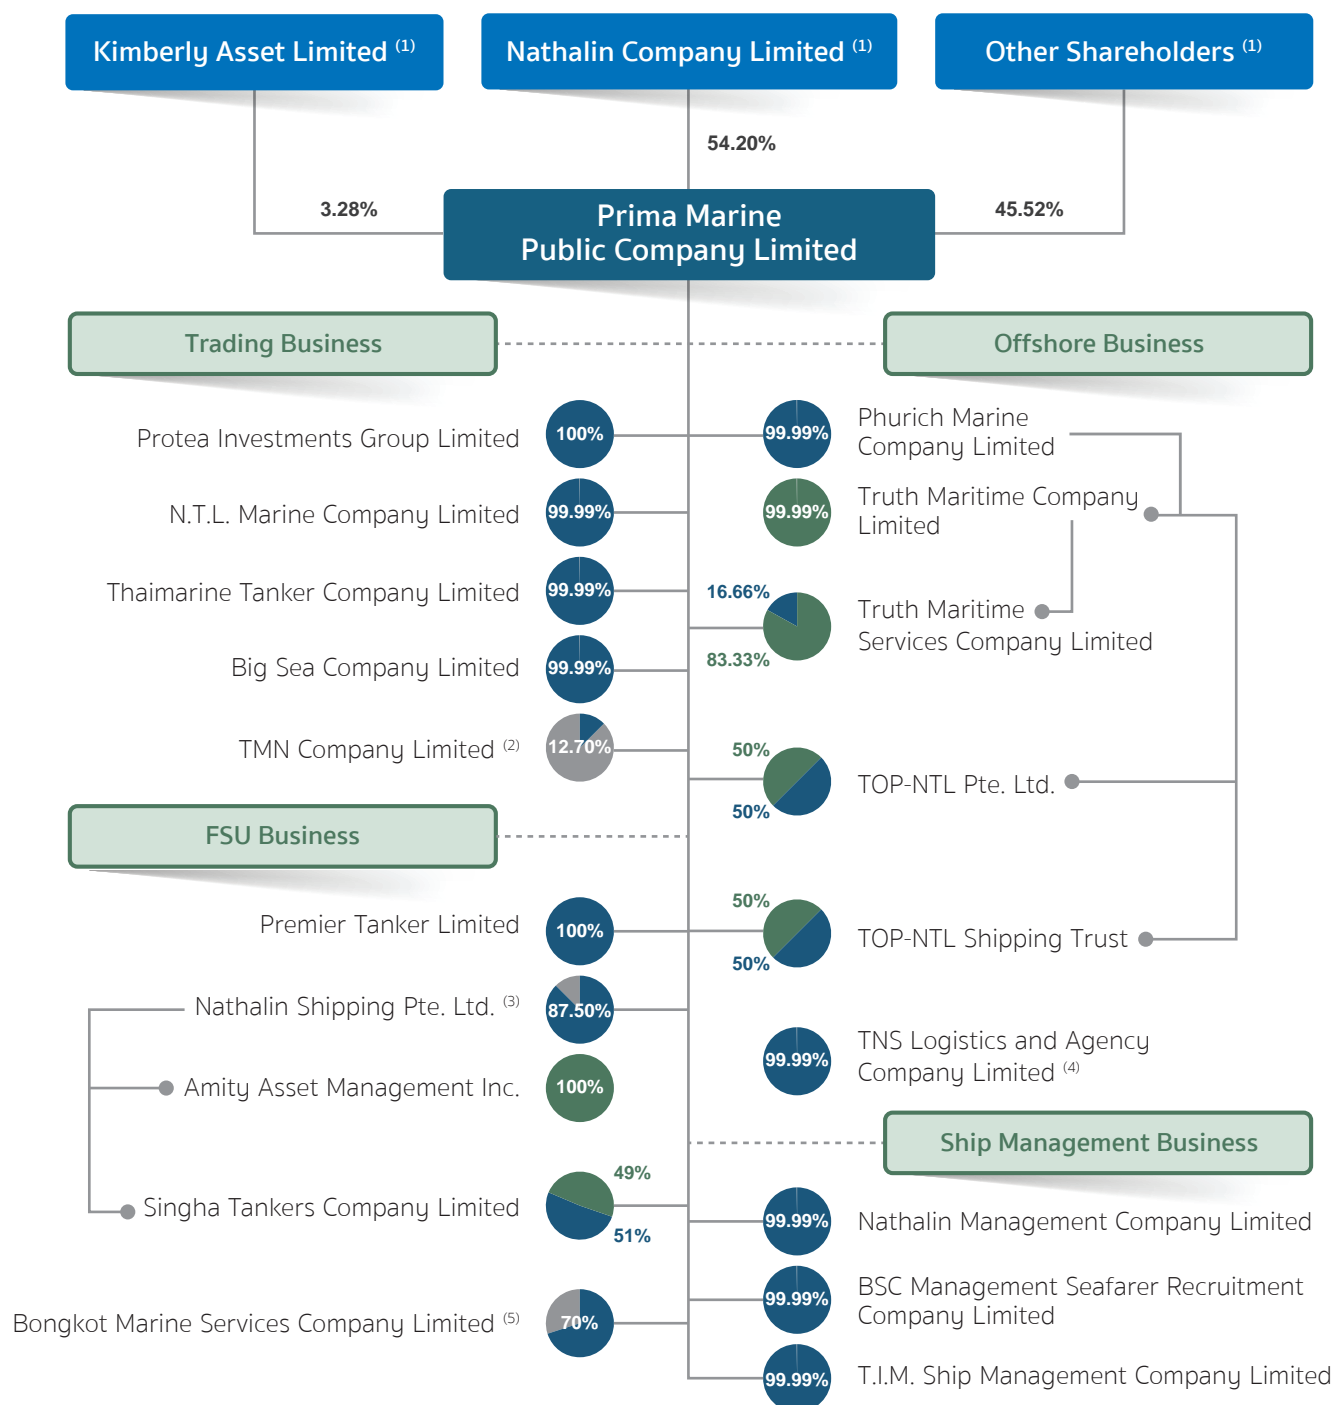 Kimberly Asset Limited (1)
Nathalin Company Limited (1)
Other Shareholders (1)
54.20%
3.28%
45.52%
Prima Marine
Public Company Limited
Trading Business
Offshore Business
Protea Investments Group Limited
100%
99.99%
Phurich Marine
Company Limited
N.T.L. Marine Company Limited
99.99%
99.99%
Truth Maritime Company
Limited
Thaimarine Tanker Company Limited
99.99%
16.66%
83.33%
Truth Maritime
Services Company Limited
Big Sea Company Limited
99.99%
TMN Company Limited (2)
12.70%
50%
50%
TOP-NTL Pte. Ltd.
FSU Business
Premier Tanker Limited
100%
50%
50%
TOP-NTL Shipping Trust
Nathalin Shipping Pte. Ltd. (3)
87.50%
99.99%
TNS Logistics and Agency
Company Limited (4)
Amity Asset Management Inc.
100%
Ship Management Business
Singha Tankers Company Limited
49%
51%
99.99%
Nathalin Management Company Limited
99.99%
BSC Management Seafarer Recruitment
Company Limited
Bongkot Marine Services Company Limited (5)
70%
99.99%
T.I.M. Ship Management Company Limited